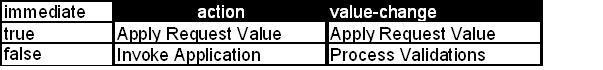 immediate action value-change
true Apply Request Value Apply Request Value
false Invoke Application Process Validations